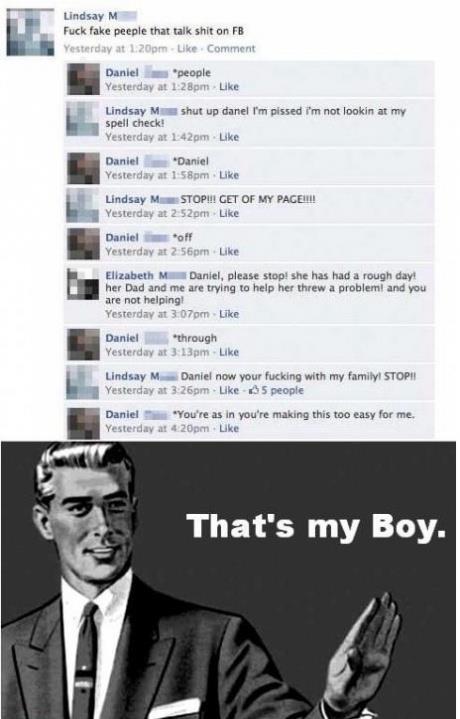 Lindsay M
Fuck fake peeple that talk shit on FB
Yesterday at 1:20pm · Like · Comment
Daniel *people
Yesterday at 1:28pm · Like
Lindsay M shut up danel I'm pissed i'm not lookin at my
spell check!
Yesterday at 1:42pm · Like
Daniel *Daniel
Yesterday at 1:58pm · Like
Lindsay M STOP!!! GET OF MY PAGE!!!!
Yesterday at 2:52pm · Like
Daniel *off
Yesterday at 2:56pm · Like
Elizabeth M Daniel, please stop! she has had a rough day!
her Dad and me are trying to help her threw a problem! and you
are not helping!
Yesterday at 3:07pm · Like
Daniel *through
Yesterday at 3:13pm · Like
Lindsay M Daniel now your fucking with my family! STOP!!
Yesterday at 3:26pm · Like · 5 people
Daniel *You're as in you're making this too easy for me.
Yesterday at 4:20pm · Like
That's my Boy.